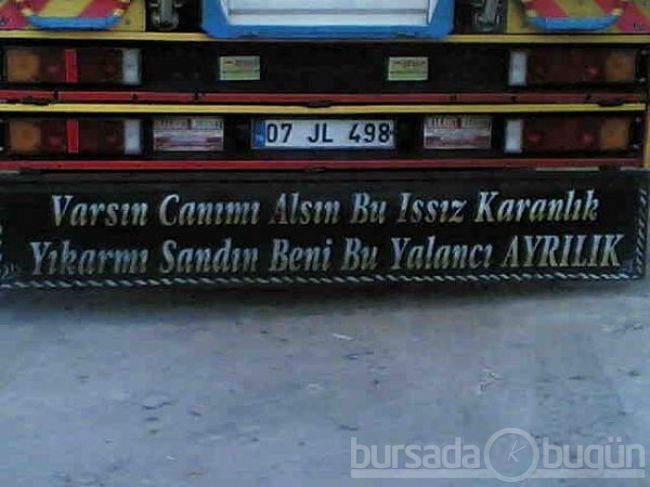 07 JL 498
Varsın Canımı Alsın Bu Issız Karanlık
Yıkarmı Sandın Beni Bu Yalancı AYRILIK
bursada bugün